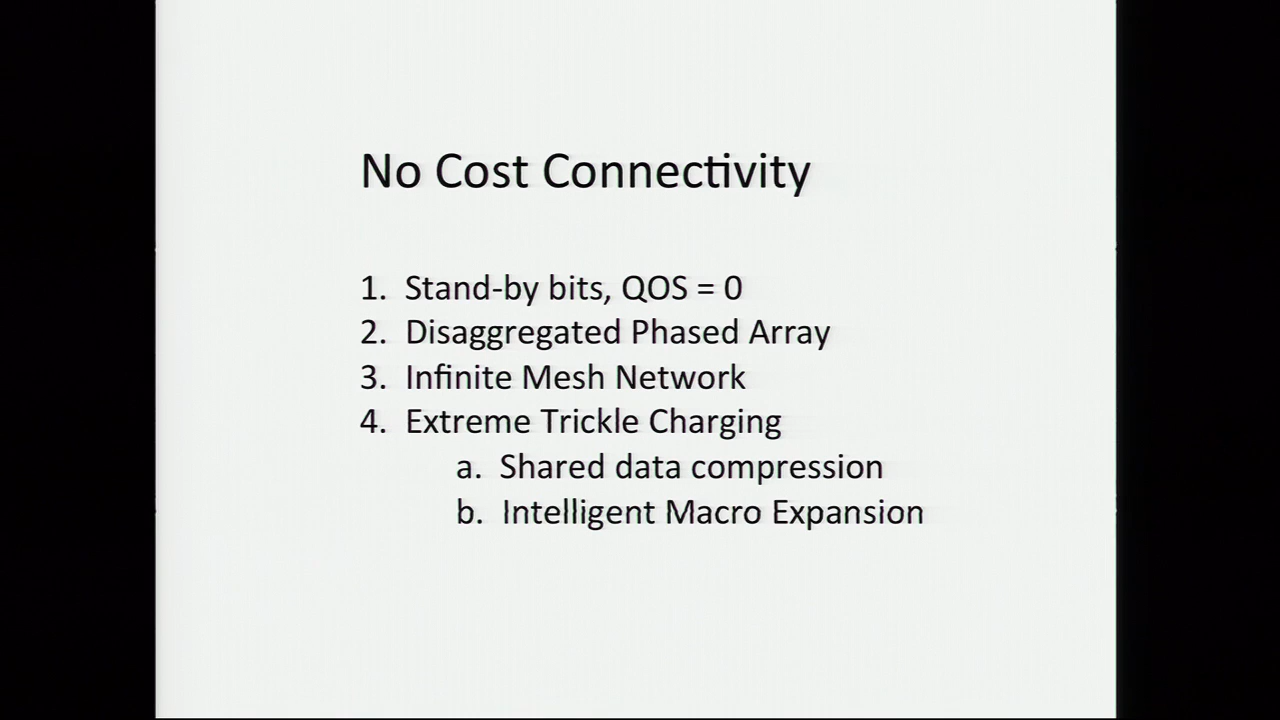 No Cost Connectivity
1. Stand-by bits, QOS = 0
2. Disaggregated Phased Array
3. Infinite Mesh Network
4. Extreme Trickle Charging
a. Shared data compression
b. Intelligent Macro Expansion